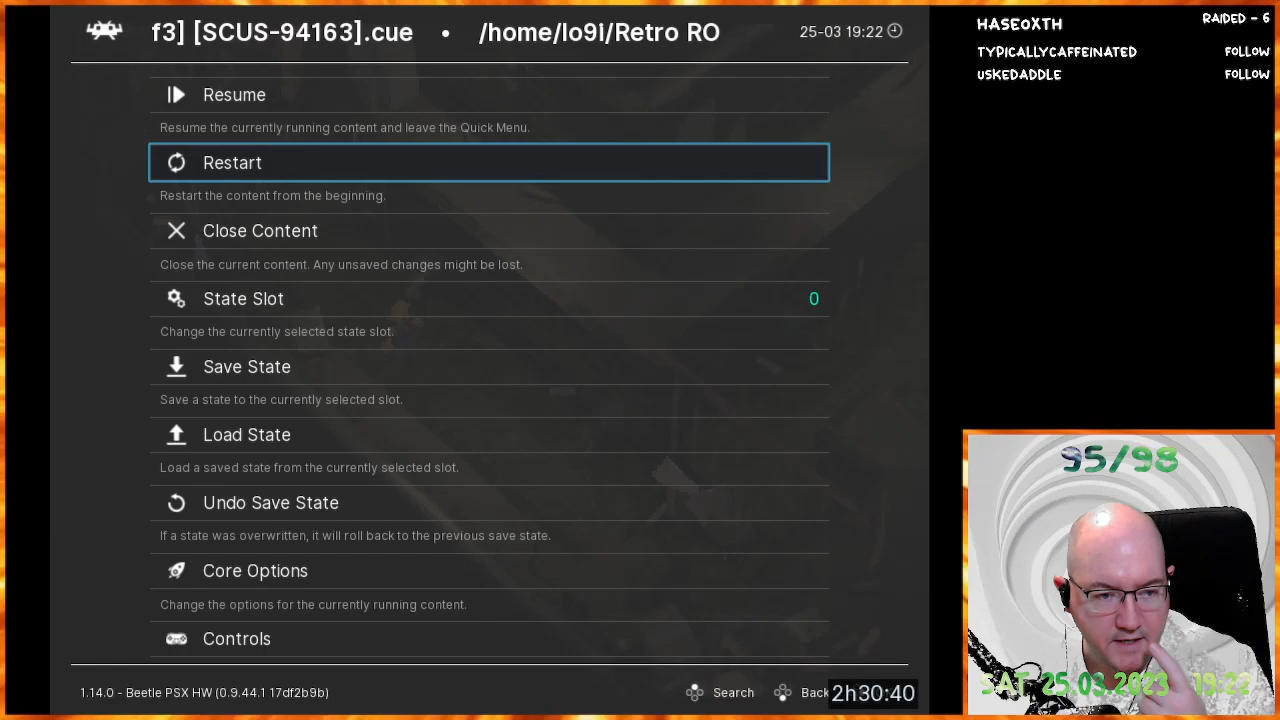 f3] [SCUS-94163].cue • /home/lo9i/Retro RO
25-03 19:22
Resume
Resume the currently running content and leave the Quick Menu.
Restart
Restart the content from the beginning.
Close Content
Close the current content. Any unsaved changes might be lost.
State Slot 0
Change the currently selected state slot.
Save State
Save a state to the currently selected slot.
Load State
Load a saved state from the currently selected slot.
Undo Save State
If a state was overwritten, it will roll back to the previous save state.
Core Options
Change the options for the currently running content.
Controls
1.14.0 - Beetle PSX HW (0.9.44.1 17df2b9b)
Search
Back
2h30:40
HASEOXTH RAIDED - 6
TYPICALLYCAFFEINATED FOLLOW
USKEDADDLE FOLLOW
95/98
SAT 25.03.2023 19:22